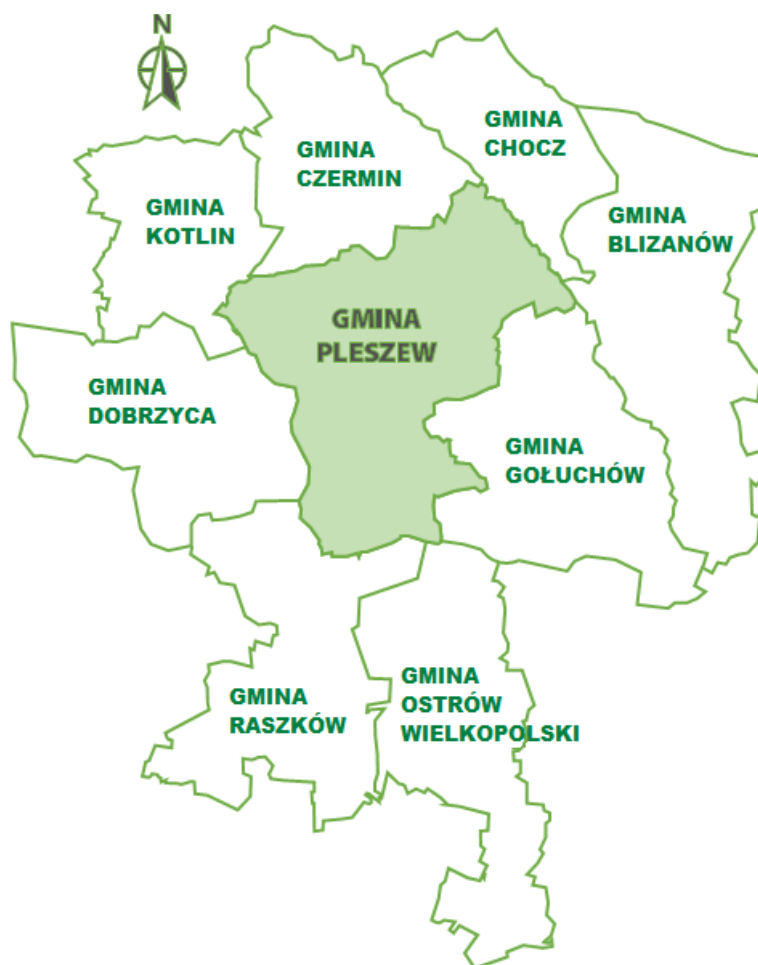 N
GMINA
CHOCZ
GMINA
CZERMIN
GMINA
KOTLIN
GMINA
BLIZANÓW
GMINA
PLESZEW
GMINA
DOBRZYCA
GMINA
GOŁUCHÓW
GMINA
RASZKÓW
GMINA
OSTRÓW
WIELKOPOLSKI